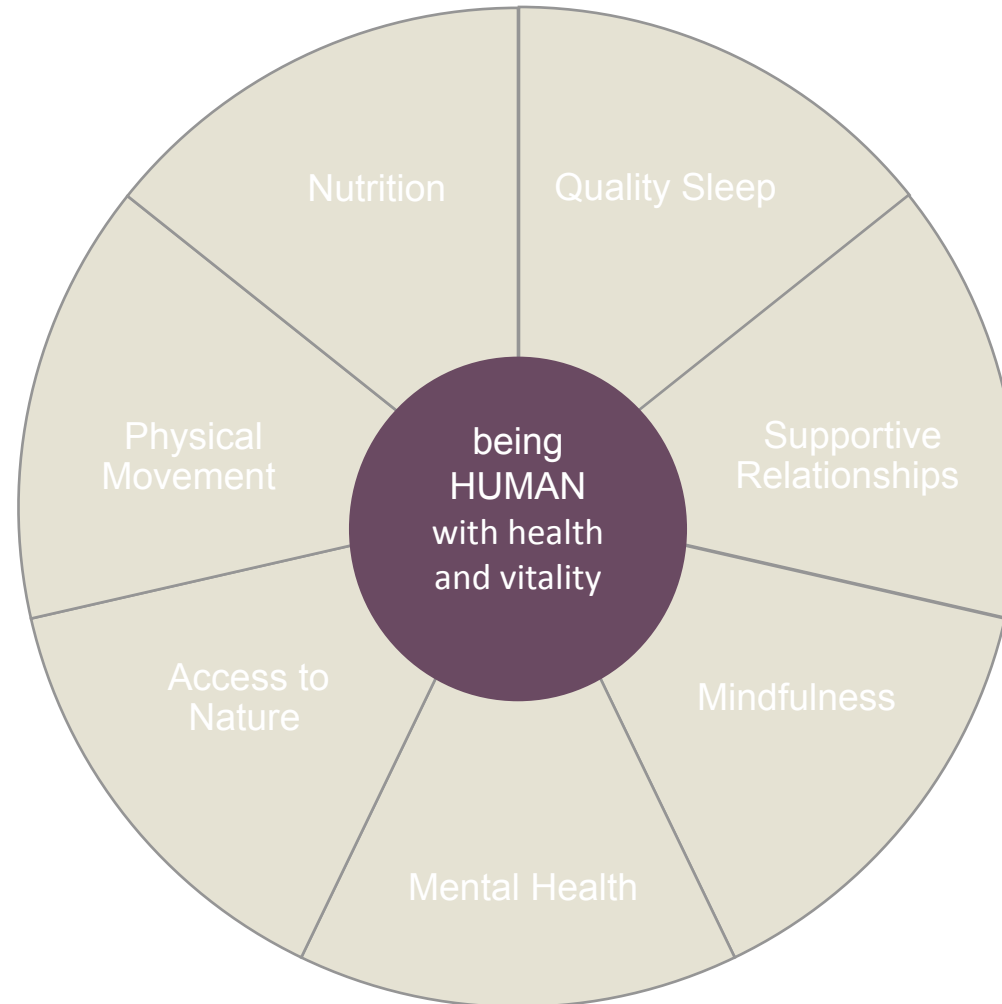 Nutrition
Quality Sleep
Physical
Movement
being
HUMAN
with health
and vitality
Supportive
Relationships
Access to
Nature
Mindfulness
Mental Health